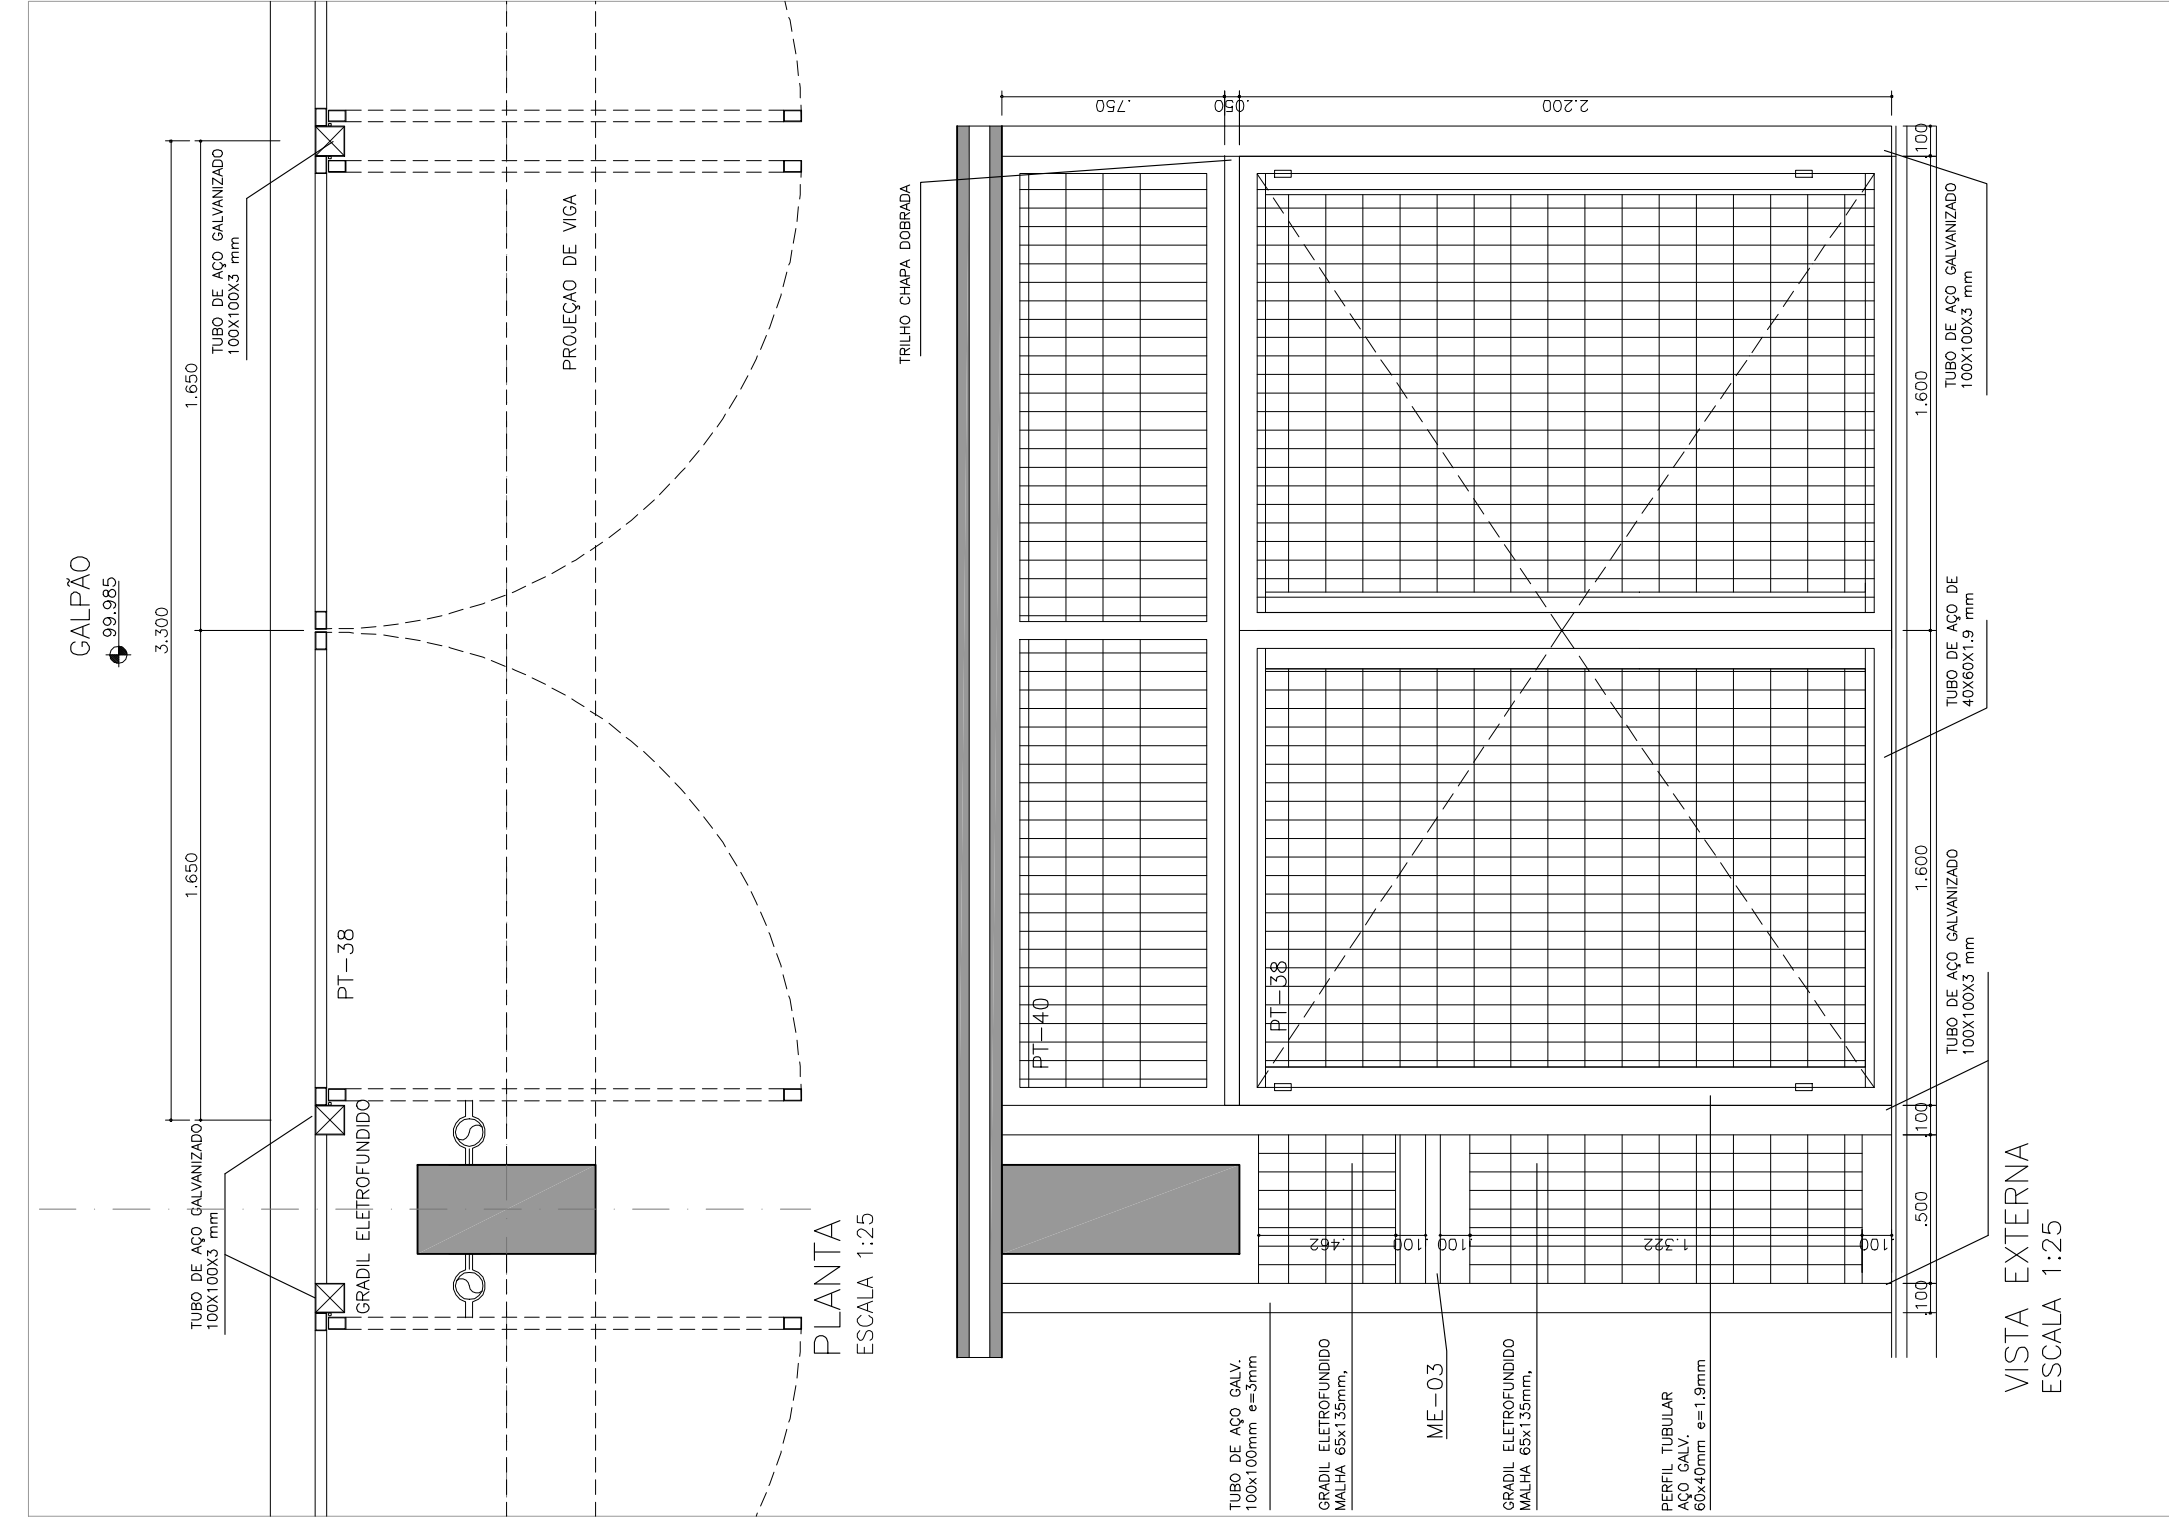 GALPÃO
99.985
3.300
1.650
1.650
TUBO DE AÇO GALVANIZADO
100X100X3 mm
TUBO DE AÇO GALVANIZADO
100X100X3 mm
PT-38
GRADIL ELETROFUNDIDO
PROJEÇAO DE VIGA
PLANTA
ESCALA 1:25
TRILHO CHAPA DOBRADA
.750
.050
2.200
PT-40
PT-38
.462
.100
.100
1.322
.100
.100
.500
.100
1.600
1.600
.100
TUBO DE AÇO GALV.
100x100mm e=3mm
GRADIL ELETROFUNDIDO
MALHA 65x135mm,
ME-03
GRADIL ELETROFUNDIDO
MALHA 65x135mm,
PERFIL TUBULAR
AÇO GALV.
60x40mm e=1.9mm
TUBO DE AÇO GALVANIZADO
100X100X3 mm
TUBO DE AÇO DE
40X60X1.9 mm
TUBO DE AÇO GALVANIZADO
100X100X3 mm
VISTA EXTERNA
ESCALA 1:25